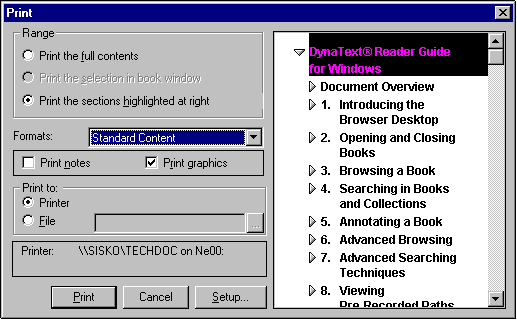 Print
Range
Print the full contents
Print the selection in book window
Print the sections highlighted at right
Formats:
Standard Content
Print notes
Print graphics
Print to:
Printer
File
...
Printer: \\SISKO\TECHDOC on Ne00:
Print
Cancel
Setup...
DynaText® Reader Guide
for Windows
Document Overview
1. Introducing the
Browser Desktop
2. Opening and Closing
Books
3. Browsing a Book
4. Searching in Books
and Collections
5. Annotating a Book
6. Advanced Browsing
7. Advanced Searching
Techniques
8. Viewing
Pre-Recorded Paths